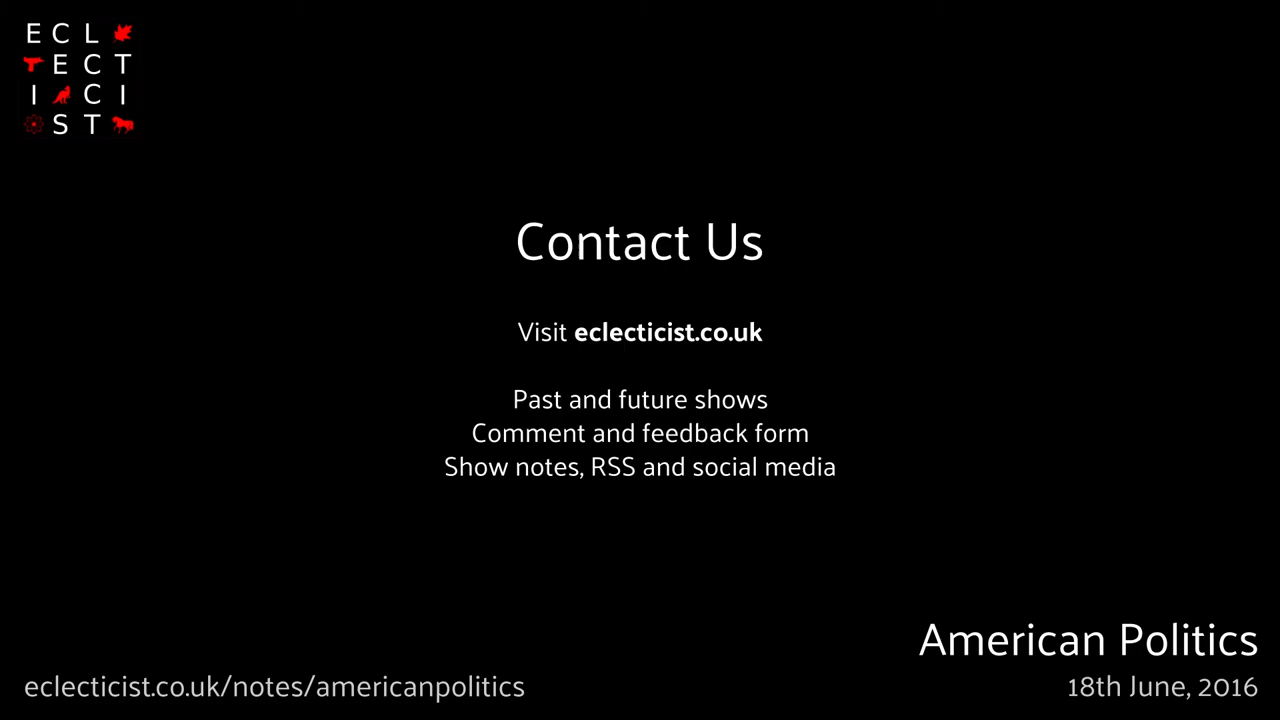 E C L
E C T
I C I
S T
Contact Us
Visit eclecticist.co.uk
Past and future shows
Comment and feedback form
Show notes, RSS and social media
American Politics
eclecticist.co.uk/notes/americanpolitics
18th June, 2016